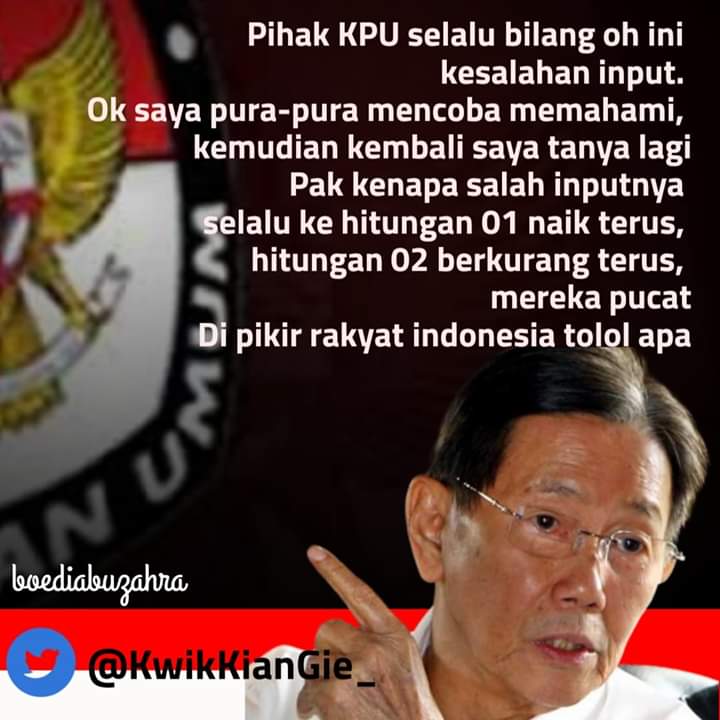 Pihak KPU selalu bilang oh ini
kesalahan input.
Ok saya pura-pura mencoba memahami,
kemudian kembali saya tanya lagi
Pak kenapa salah inputnya
selalu ke hitungan 01 naik terus,
hitungan 02 berkurang terus,
mereka pucat
Di pikir rakyat indonesia tolol apa
AN UMUM
boediabuzahra
@KwikKianGie_